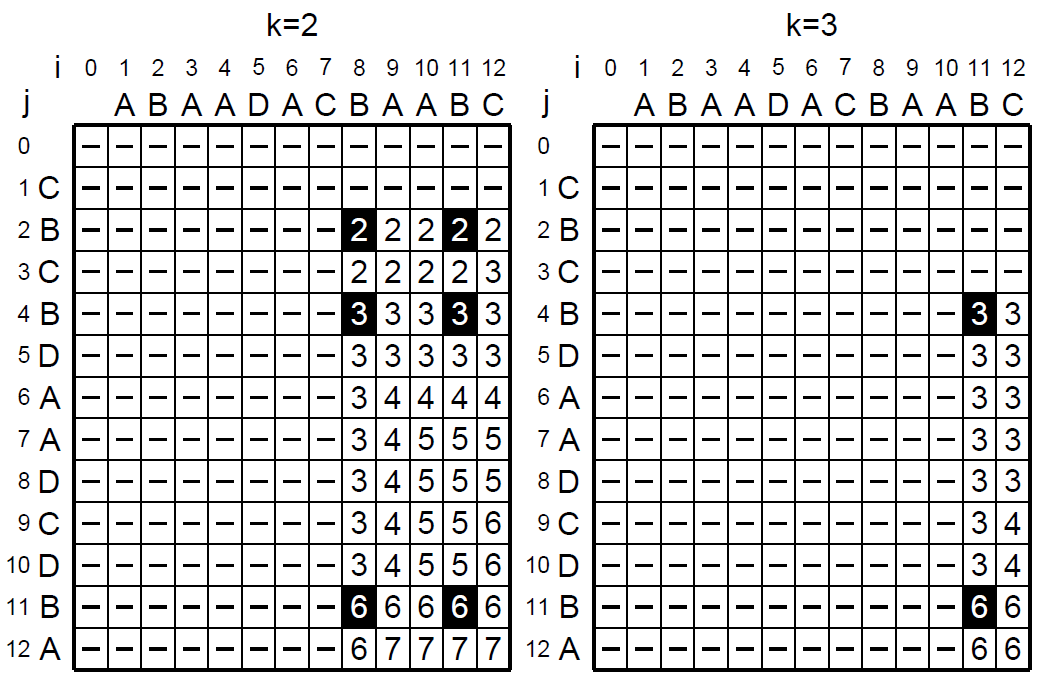 k=2
i 0 1 2 3 4 5 6 7 8 9 10 11 12
j A B A A D A C B A A B C
0 – – – – – – – – – – – – –
1 C – – – – – – – – – – – – –
2 B – – – – – – – – 2 2 2 2 2
3 C – – – – – – – – 2 2 2 2 3
4 B – – – – – – – – 3 3 3 3 3
5 D – – – – – – – – 3 3 3 3 3
6 A – – – – – – – – 3 4 4 4 4
7 A – – – – – – – – 3 4 5 5 5
8 D – – – – – – – – 3 4 5 5 5
9 C – – – – – – – – 3 4 5 5 6
10 D – – – – – – – – 3 4 5 5 6
11 B – – – – – – – – 6 6 6 6 6
12 A – – – – – – – – 6 7 7 7 7
k=3
i 0 1 2 3 4 5 6 7 8 9 10 11 12
j A B A A D A C B A A B C
0 – – – – – – – – – – – – –
1 C – – – – – – – – – – – – –
2 B – – – – – – – – – – – – –
3 C – – – – – – – – – – – – –
4 B – – – – – – – – – – – 3 3
5 D – – – – – – – – – – – 3 3
6 A – – – – – – – – – – – 3 3
7 A – – – – – – – – – – – 3 3
8 D – – – – – – – – – – – 3 3
9 C – – – – – – – – – – – 3 4
10 D – – – – – – – – – – – 3 4
11 B – – – – – – – – – – – 6 6
12 A – – – – – – – – – – – 6 6